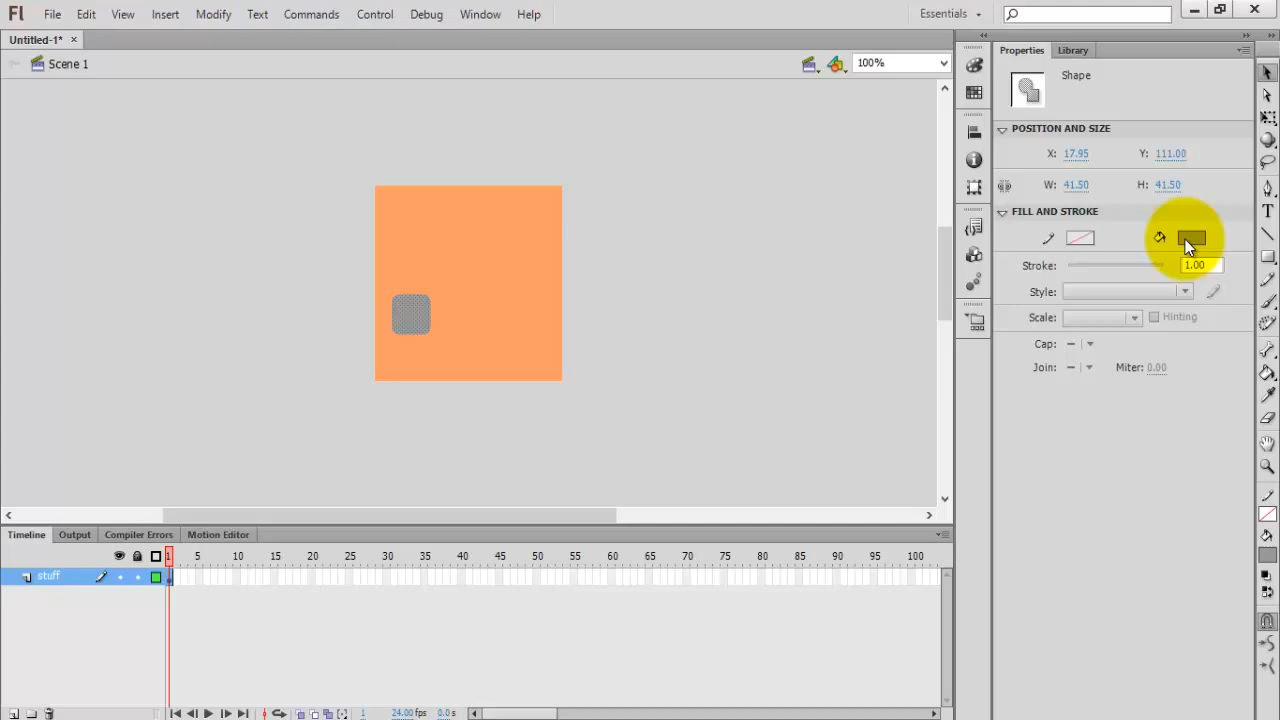 Fl File Edit View Insert Modify Text Commands Control Debug Window Help Essentials
Untitled-1* ×
Properties Library
Scene 1
100%
Shape
POSITION AND SIZE
X: 17.95 Y: 111.00
W: 41.50 H: 41.50
FILL AND STROKE
Stroke: 1.00
Style:
Scale: Hinting
Cap:
Join: Miter: 0.00
Timeline Output Compiler Errors Motion Editor
1 5 10 15 20 25 30 35 40 45 50 55 60 65 70 75 80 85 90 95 100
stuff
1 24.00 fps 0.0 s